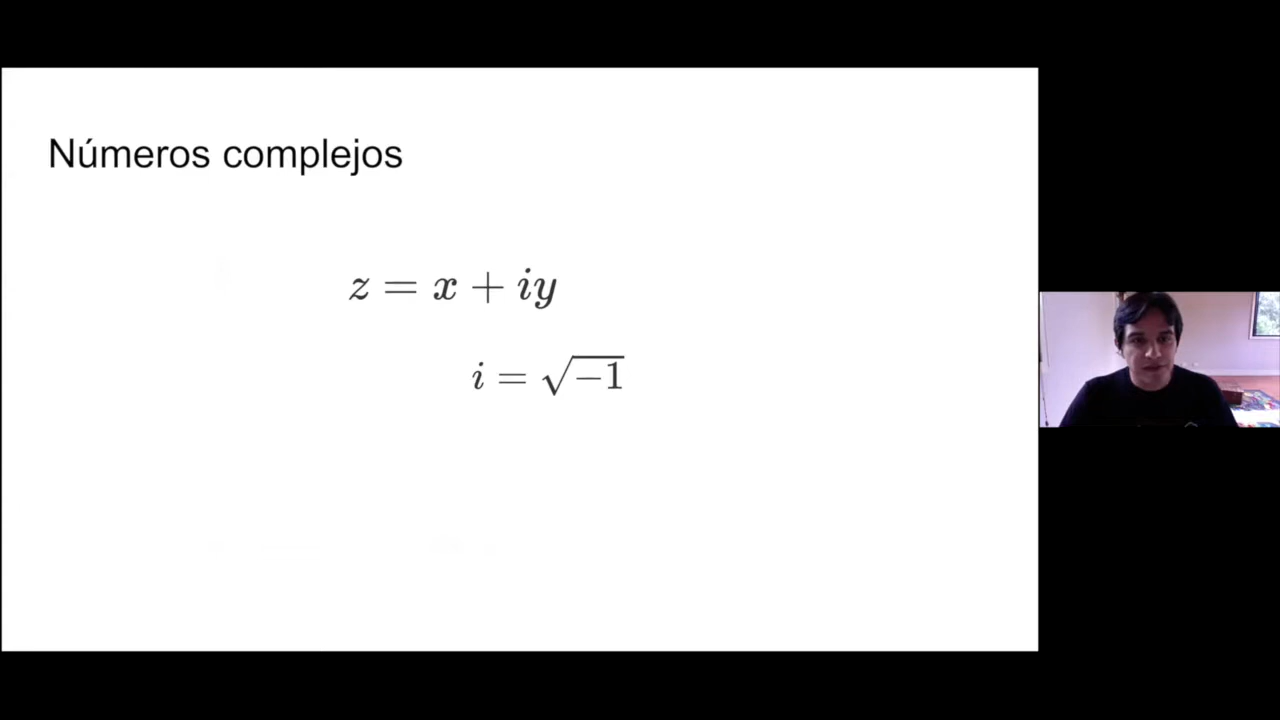 Números complejos
z = x + iy
i = √−1